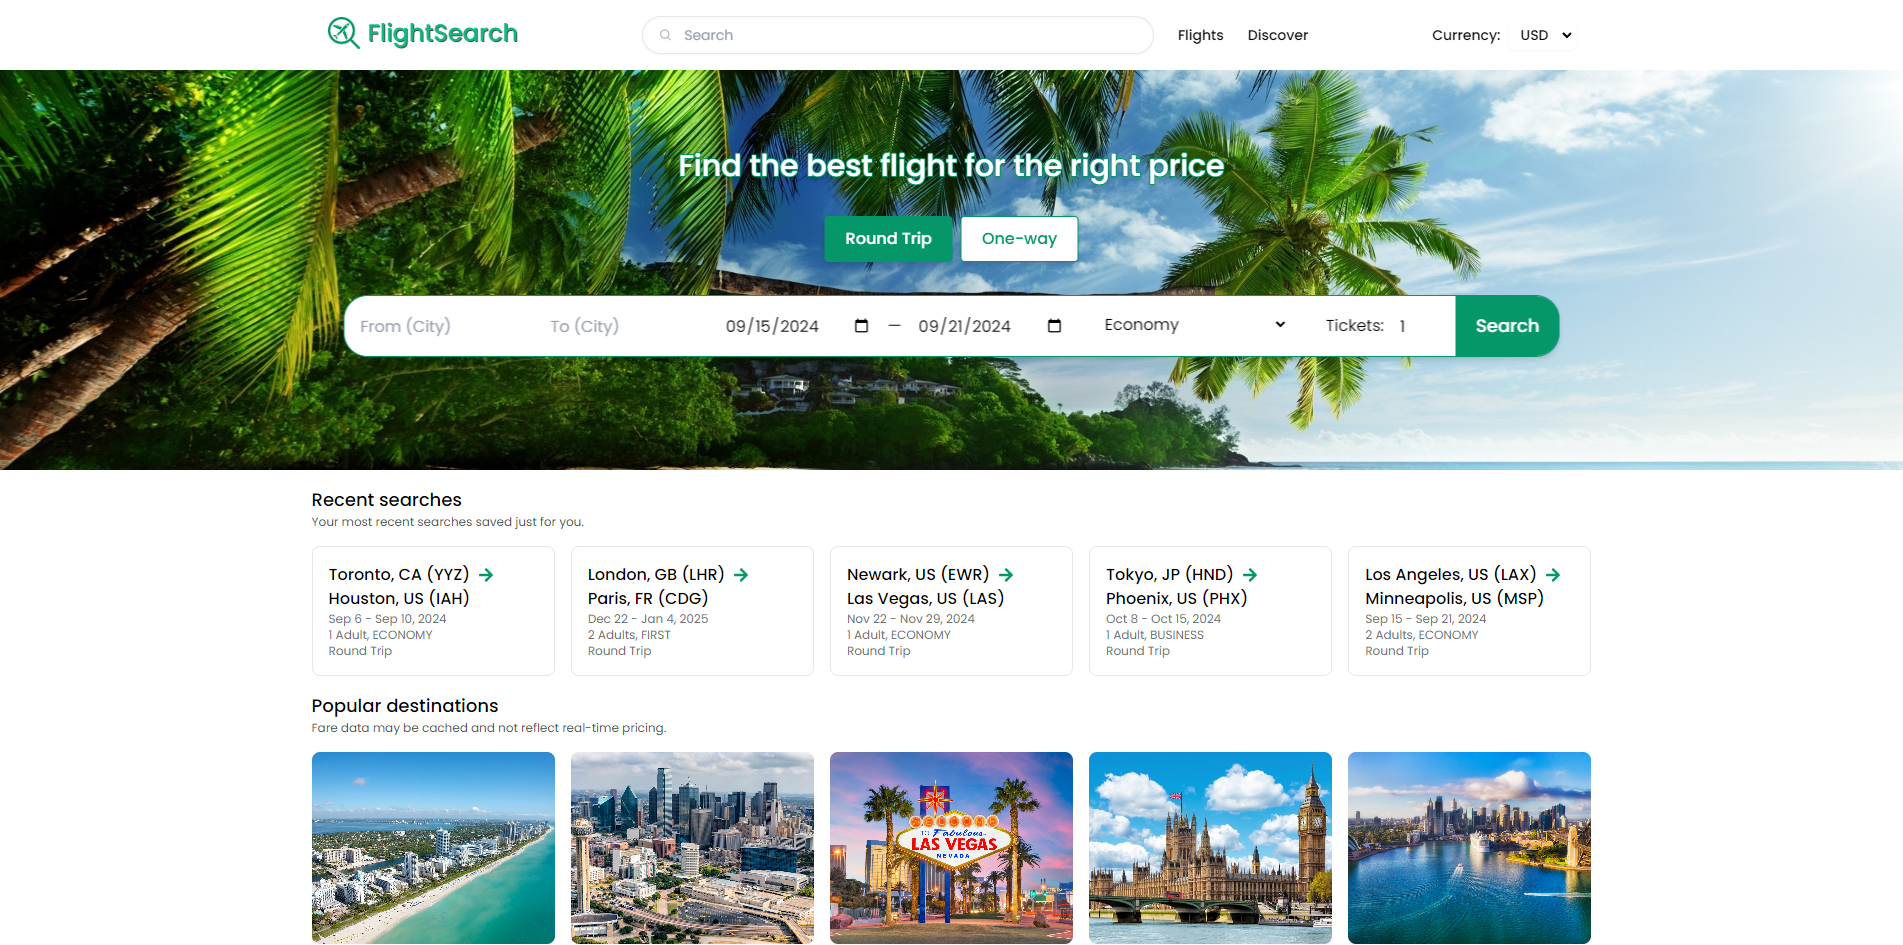 FlightSearch
Search
Flights
Discover
Currency: USD
Find the best flight for the right price
Round Trip
One-way
From (City)
To (City)
09/15/2024 — 09/21/2024
Economy
Tickets: 1
Search
Recent searches
Your most recent searches saved just for you.
Toronto, CA (YYZ)
Houston, US (IAH)
Sep 6 - Sep 10, 2024
1 Adult, ECONOMY
Round Trip
London, GB (LHR)
Paris, FR (CDG)
Dec 22 - Jan 4, 2025
2 Adults, FIRST
Round Trip
Newark, US (EWR)
Las Vegas, US (LAS)
Nov 22 - Nov 29, 2024
1 Adult, ECONOMY
Round Trip
Tokyo, JP (HND)
Phoenix, US (PHX)
Oct 8 - Oct 15, 2024
1 Adult, BUSINESS
Round Trip
Los Angeles, US (LAX)
Minneapolis, US (MSP)
Sep 15 - Sep 21, 2024
2 Adults, ECONOMY
Round Trip
Popular destinations
Fare data may be cached and not reflect real-time pricing.
WELCOME
Fabulous
LAS VEGAS
NEVADA